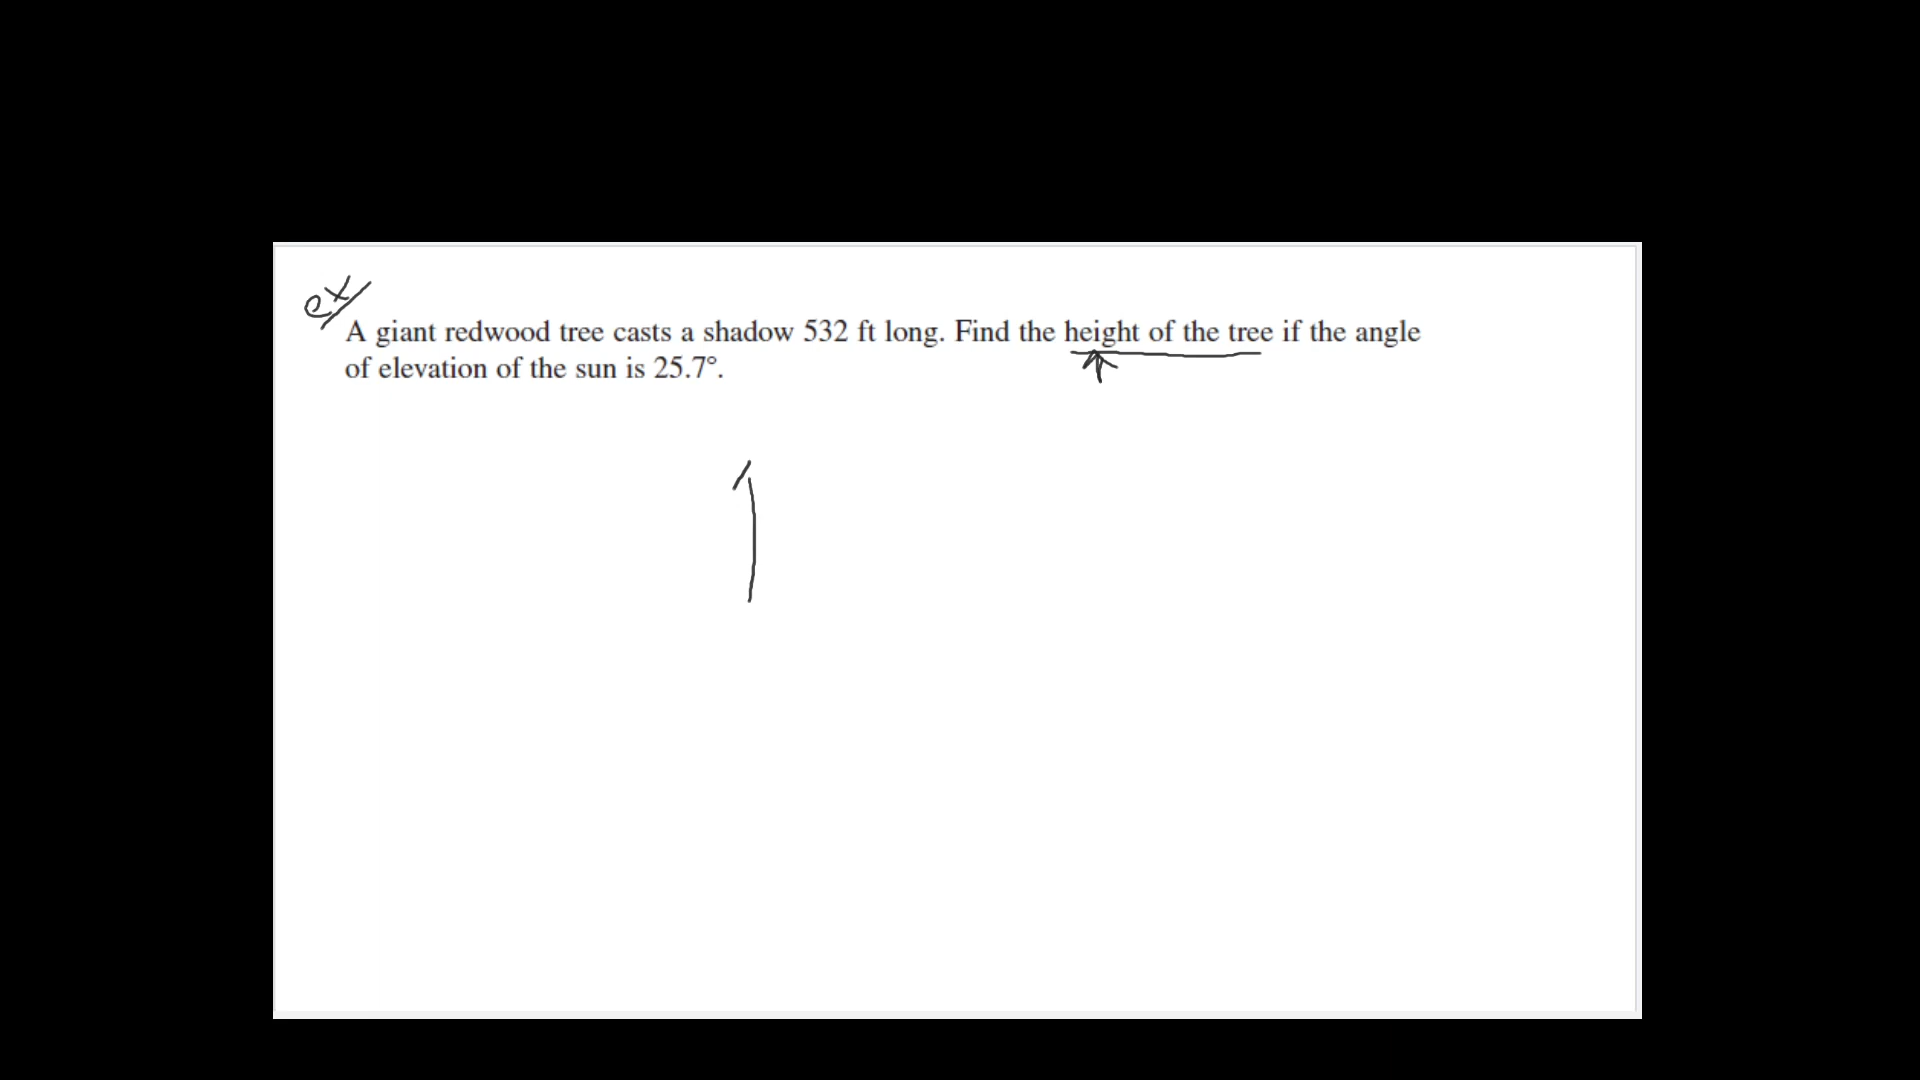 ex
A giant redwood tree casts a shadow 532 ft long. Find the height of the tree if the angle
of elevation of the sun is 25.7°.